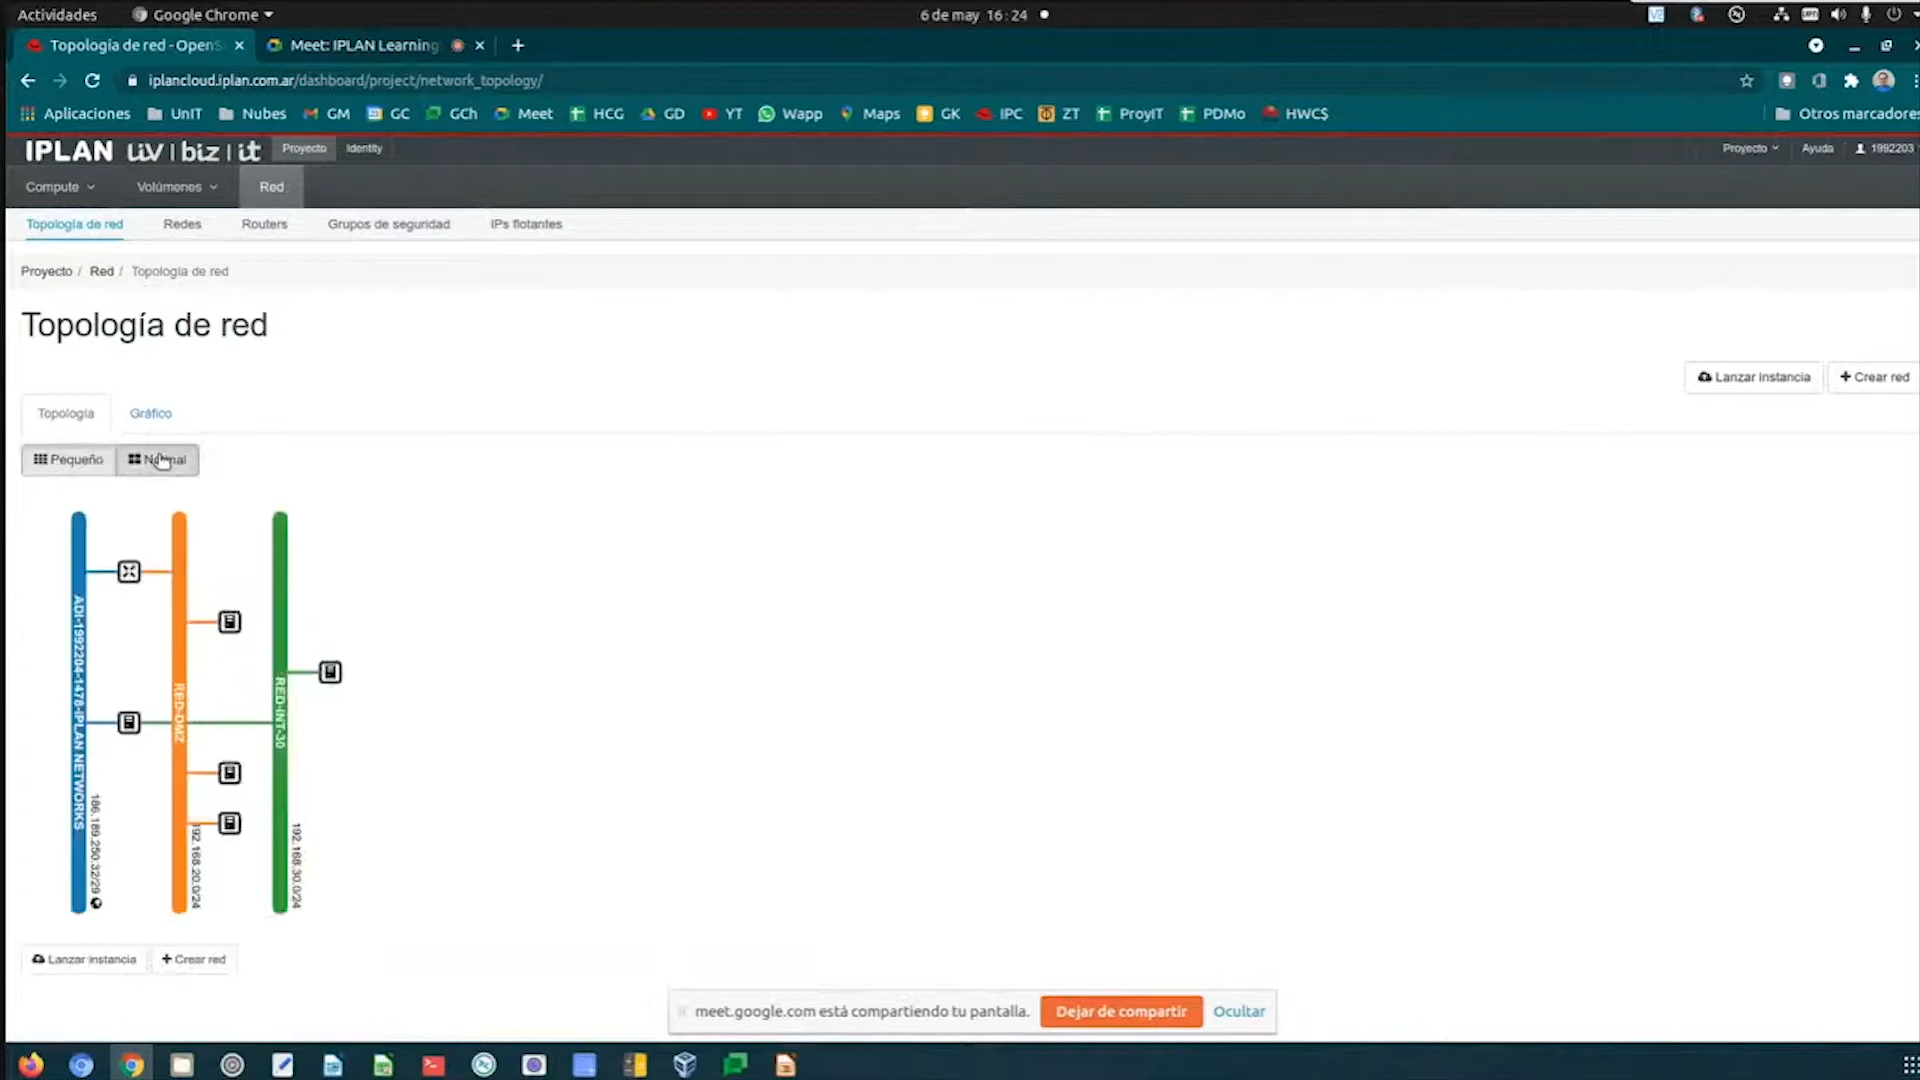 Actividades Google Chrome 6 de may 16:24
Topología de red - OpenS Meet: IPLAN Learning
iplancloud.iplan.com.ar/dashboard/project/network_topology/
Aplicaciones UnIT Nubes GM GC GCh Meet HCG GD YT Wapp Maps GK IPC ZT ProyIT PDMo HWC$ Otros marcadores
IPLAN liv | biz | it Proyecto Identity Proyecto Ayuda 1992203
Compute Volúmenes Red
Topología de red Redes Routers Grupos de seguridad IPs flotantes
Proyecto / Red / Topología de red
Topología de red
Lanzar instancia + Crear red
Topología Gráfico
Pequeño Normal
ADI-1992204-1478-IPLAN NETWORKS
186.189.250.32/29
RED-DMZ
192.168.20.0/24
RED-INT-30
192.168.30.0/24
Lanzar instancia + Crear red
meet.google.com está compartiendo tu pantalla. Dejar de compartir Ocultar